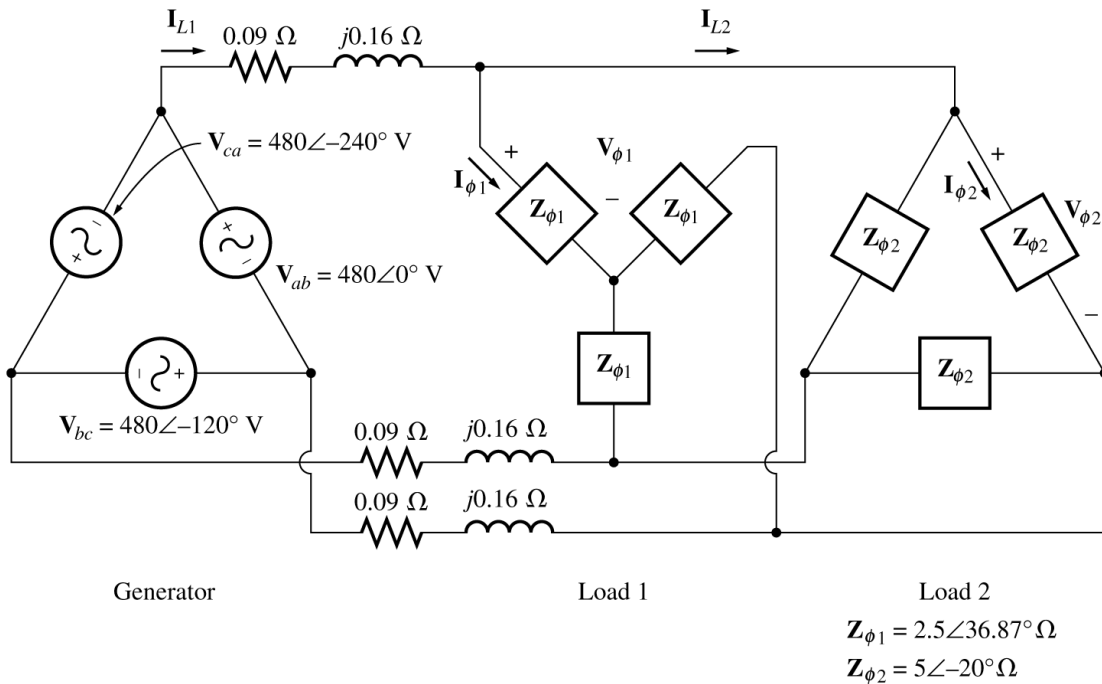 I_L1
0.09 Ω
j0.16 Ω
I_L2
V_ca = 480∠–240° V
+
V_ϕ1
–
I_ϕ1
Z_ϕ1
Z_ϕ1
+
I_ϕ2
V_ϕ2
Z_ϕ2
Z_ϕ2
–
+
+
–
–
V_ab = 480∠0° V
Z_ϕ1
Z_ϕ2
–
+
V_bc = 480∠–120° V
0.09 Ω
j0.16 Ω
0.09 Ω
j0.16 Ω
Generator
Load 1
Load 2
Z_ϕ1 = 2.5∠36.87° Ω
Z_ϕ2 = 5∠–20° Ω